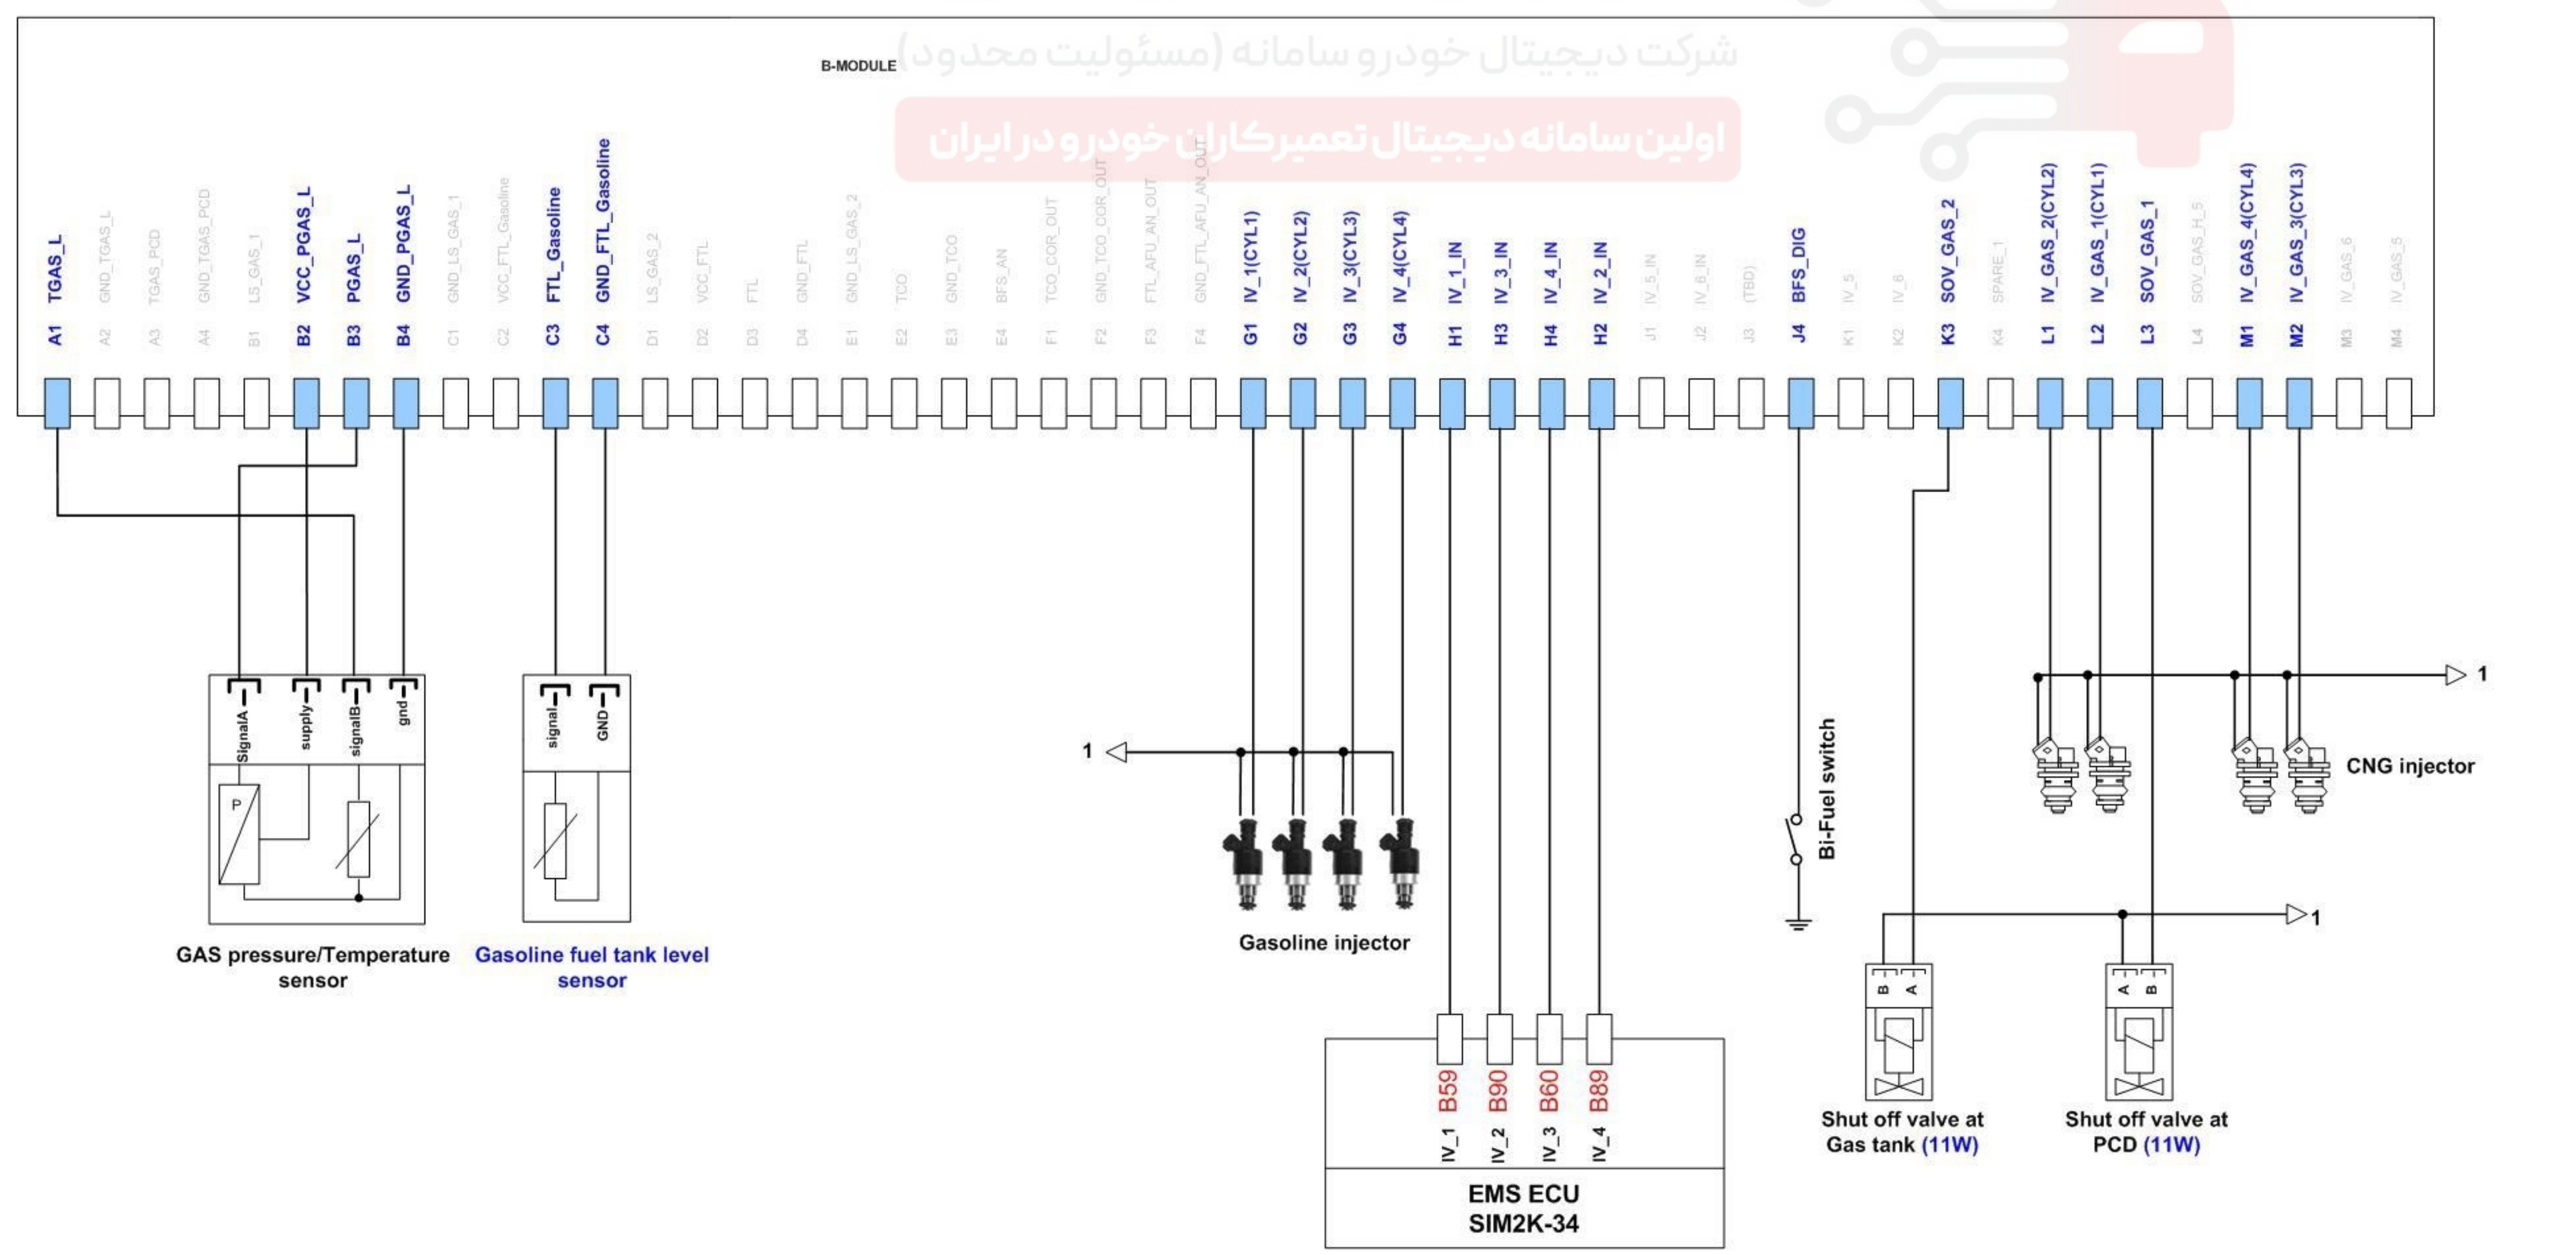 شرکت دیجیتال خودرو سامانه (مسئولیت محدود)
B-MODULE
اولین سامانه دیجیتال تعمیرکاران خودرو در ایران
A1 TGAS_L
A2 GND_TGAS_L
A3 TGAS_PCD
A4 GND_TGAS_PCD
B1 LS_GAS_1
B2 VCC_PGAS_L
B3 PGAS_L
B4 GND_PGAS_L
C1 GND_LS_GAS_1
C2 VCC_FTL_Gasoline
C3 FTL_Gasoline
C4 GND_FTL_Gasoline
D1 LS_GAS_2
D2 VCC_FTL
D3 FTL
D4 GND_FTL
E1 GND_LS_GAS_2
E2 TCO
E3 GND_TCO
E4 BFS_AN
F1 TCO_COR_OUT
F2 GND_TCO_COR_OUT
F3 FTL_AFU_AN_OUT
F4 GND_FTL_AFU_AN_OUT
G1 IV_1(CYL1)
G2 IV_2(CYL2)
G3 IV_3(CYL3)
G4 IV_4(CYL4)
H1 IV_1_IN
H3 IV_3_IN
H4 IV_4_IN
H2 IV_2_IN
J1 IV_5_IN
J2 IV_6_IN
J3 (TBD)
J4 BFS_DIG
K1 IV_5
K2 IV_6
K3 SOV_GAS_2
K4 SPARE_1
L1 IV_GAS_2(CYL2)
L2 IV_GAS_1(CYL1)
L3 SOV_GAS_1
L4 SOV_GAS_H_5
M1 IV_GAS_4(CYL4)
M2 IV_GAS_3(CYL3)
M3 IV_GAS_6
M4 IV_GAS_5
SignalA
supply
signalB
gnd
P
GAS pressure/Temperature
sensor
signal
GND
Gasoline fuel tank level
sensor
1
Gasoline injector
Bi-Fuel switch
1
CNG injector
1
B
A
Shut off valve at
Gas tank (11W)
A
B
Shut off valve at
PCD (11W)
B59
B90
B60
B89
IV_1
IV_2
IV_3
IV_4
EMS ECU
SIM2K-34